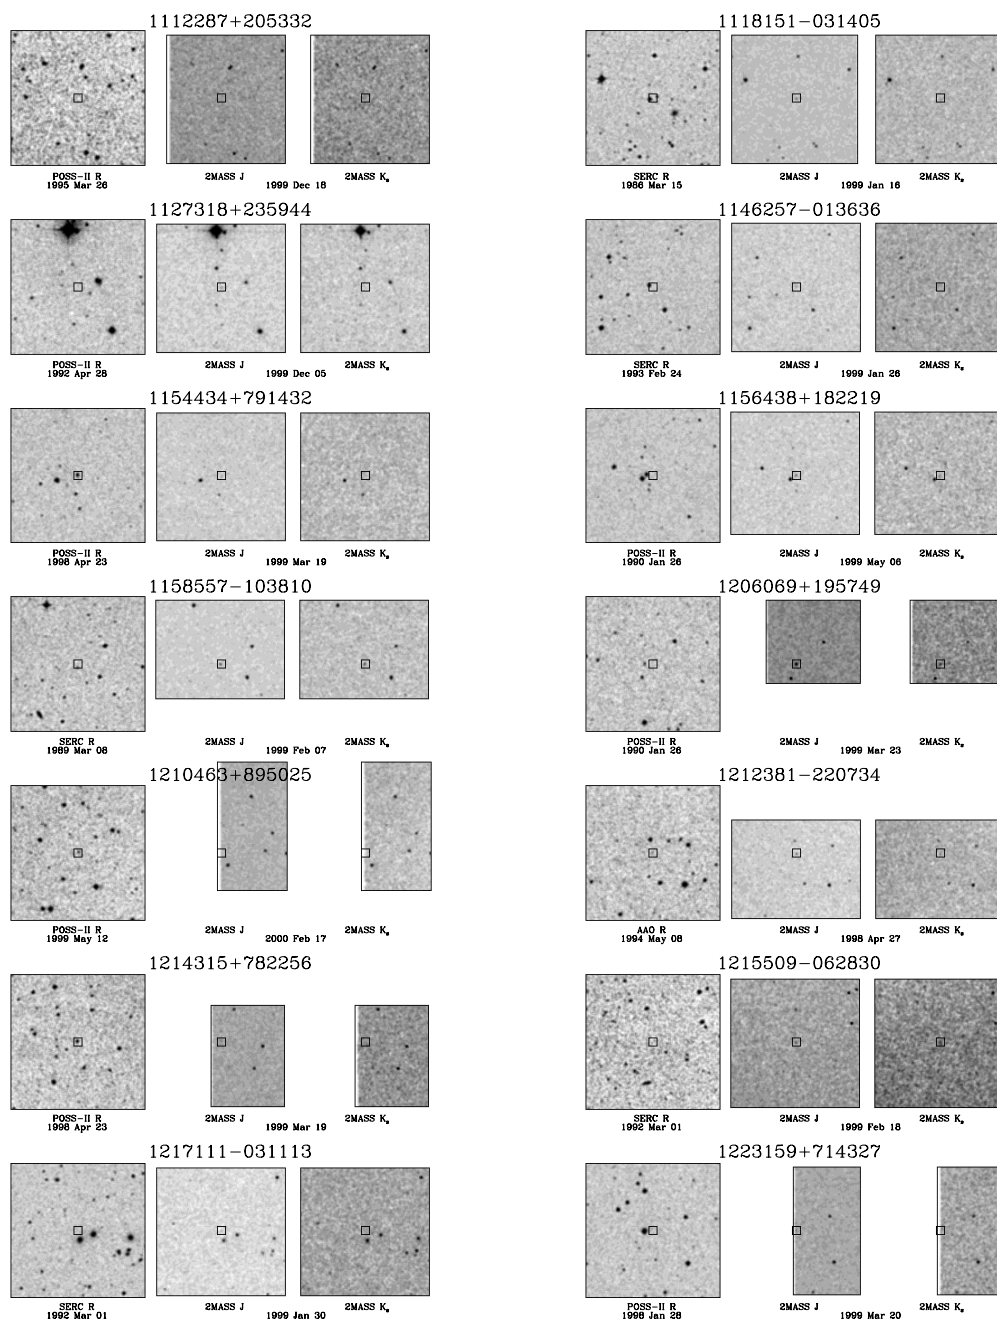 1112287+205332
POSS-II R
1995 Mar 26
2MASS J
1999 Dec 18
2MASS Ks
1118151-031405
SERC R
1986 Mar 15
2MASS J
1999 Jan 16
2MASS Ks
1127318+235944
POSS-II R
1992 Apr 28
2MASS J
1999 Dec 05
2MASS Ks
1146257-013636
SERC R
1993 Feb 24
2MASS J
1999 Jan 26
2MASS Ks
1154434+791432
POSS-II R
1998 Apr 23
2MASS J
1999 Mar 19
2MASS Ks
1156438+182219
POSS-II R
1990 Jan 26
2MASS J
1999 May 06
2MASS Ks
1158557-103810
SERC R
1989 Mar 08
2MASS J
1999 Feb 07
2MASS Ks
1206069+195749
POSS-II R
1990 Jan 26
2MASS J
1999 Mar 23
2MASS Ks
1210463+895025
POSS-II R
1999 May 12
2MASS J
2000 Feb 17
2MASS Ks
1212381-220734
AAO R
1994 May 08
2MASS J
1998 Apr 27
2MASS Ks
1214315+782256
POSS-II R
1998 Apr 23
2MASS J
1999 Mar 19
2MASS Ks
1215509-062830
SERC R
1992 Mar 01
2MASS J
1999 Feb 18
2MASS Ks
1217111-031113
SERC R
1992 Mar 01
2MASS J
1999 Jan 30
2MASS Ks
1223159+714327
POSS-II R
1998 Jan 28
2MASS J
1999 Mar 20
2MASS Ks